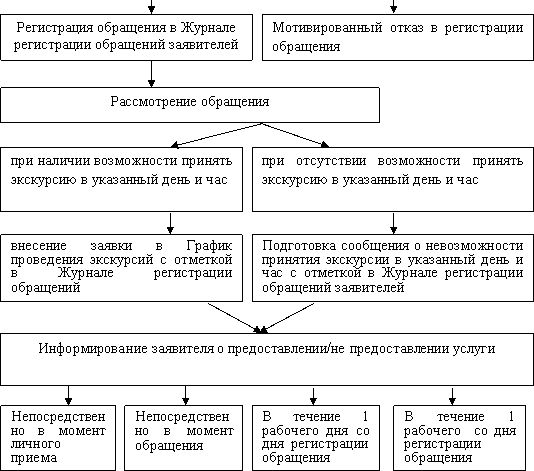 Регистрация обращения в Журнале
регистрации обращений заявителей
Мотивированный отказ в регистрации
обращения
Рассмотрение обращения
при наличии возможности принять
экскурсию в указанный день и час
при отсутствии возможности принять
экскурсию в указанный день и час
внесение заявки в График
проведения экскурсий с отметкой
в Журнале регистрации
обращений
Подготовка сообщения о невозможности
принятия экскурсии в указанный день и
час с отметкой в Журнале регистрации
обращений заявителей
Информирование заявителя о предоставлении/не предоставлении услуги
Непосредствен
но в момент
личного
приема
Непосредствен
но в момент
обращения
В течение 1
рабочего дня со
дня регистрации
обращения
В течение 1
рабочего со дня
регистрации
обращения